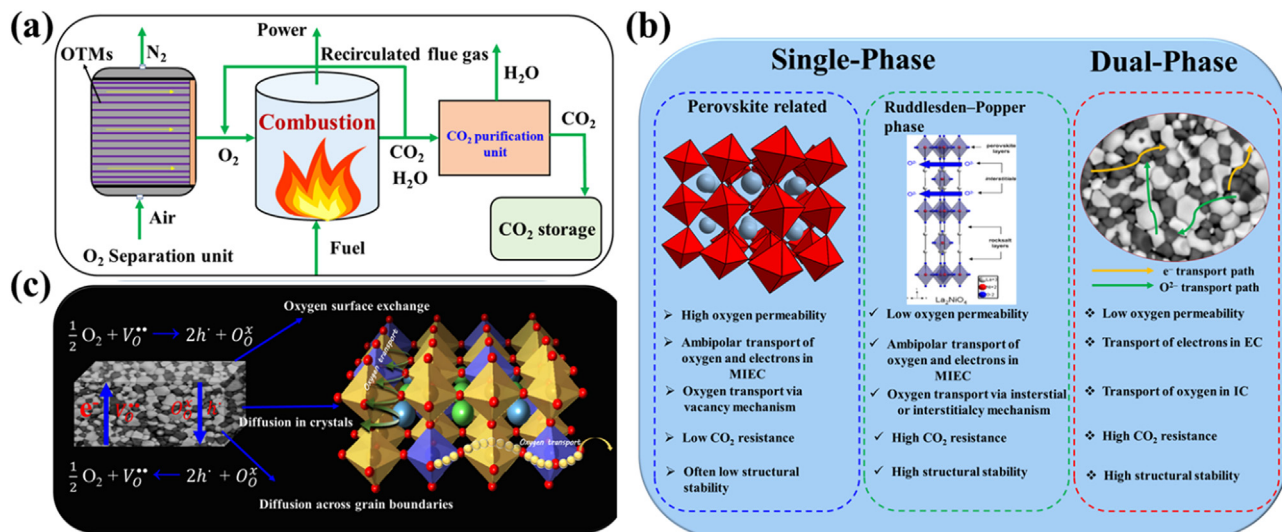 (a)
N₂
OTMs
Power
Recirculated flue gas
H₂O
Combustion
CO₂ purification
unit
CO₂
O₂
CO₂
H₂O
Air
O₂ Separation unit
Fuel
CO₂ storage
(b)
Single-Phase
Dual-Phase
Perovskite related
Ruddlesden–Popper
phase
perovskite
layers
O²⁻
interstitials
O²⁻
rocksalt
layers
La₂NiO₄
e⁻ transport path
O²⁻ transport path
➢ High oxygen permeability
➢ Ambipolar transport of
oxygen and electrons in
MIEC
➢ Oxygen transport via
vacancy mechanism
➢ Low CO₂ resistance
➢ Often low structural
stability
✓ Low oxygen permeability
✓ Ambipolar transport of
oxygen and electrons in
MIEC
✓ Oxygen transport via insterstial
or interstitialcy mechanism
✓ High CO₂ resistance
✓ High structural stability
❖ Low oxygen permeability
❖ Transport of electrons in EC
❖ Transport of oxygen in IC
❖ High CO₂ resistance
❖ High structural stability
(c)
Oxygen surface exchange
½ O₂ + V_O^•• → 2h^· + O_O^x
e⁻ V_O^•• O_O^x h^·
Oxygen transport
Diffusion in crystals
Oxygen transport
½ O₂ + V_O^•• ← 2h^· + O_O^x
Diffusion across grain boundaries